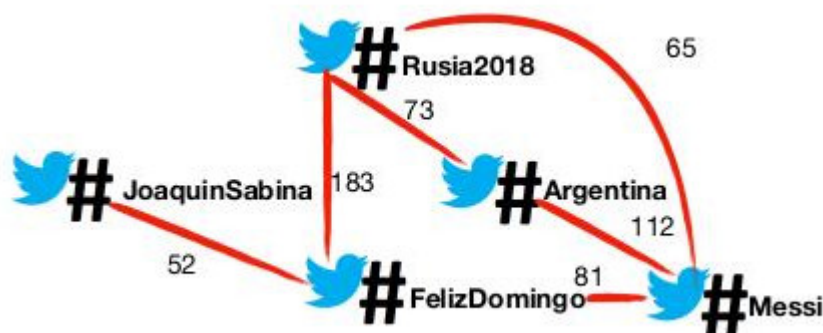 65
#Rusia2018
73
#JoaquinSabina
183
#Argentina
112
52
#FelizDomingo
81
#Messi